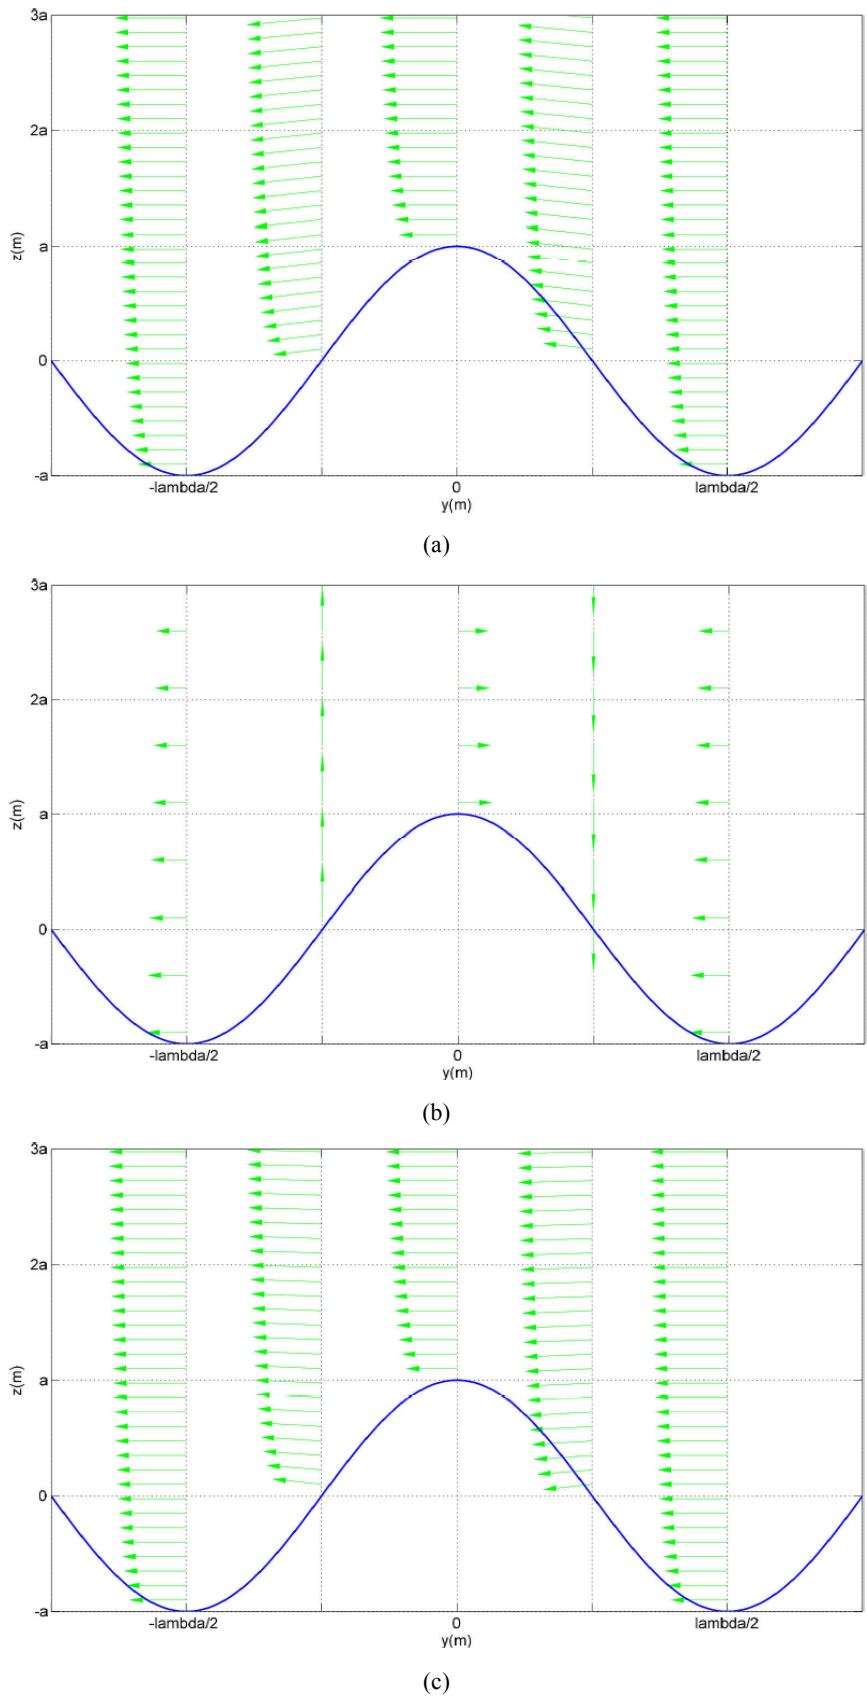 3a
2a
z(m)
a
0
-a
-lambda/2
0
lambda/2
y(m)
(a)
3a
2a
z(m)
a
0
-a
-lambda/2
0
lambda/2
y(m)
(b)
3a
2a
z(m)
a
0
-a
-lambda/2
0
lambda/2
y(m)
(c)